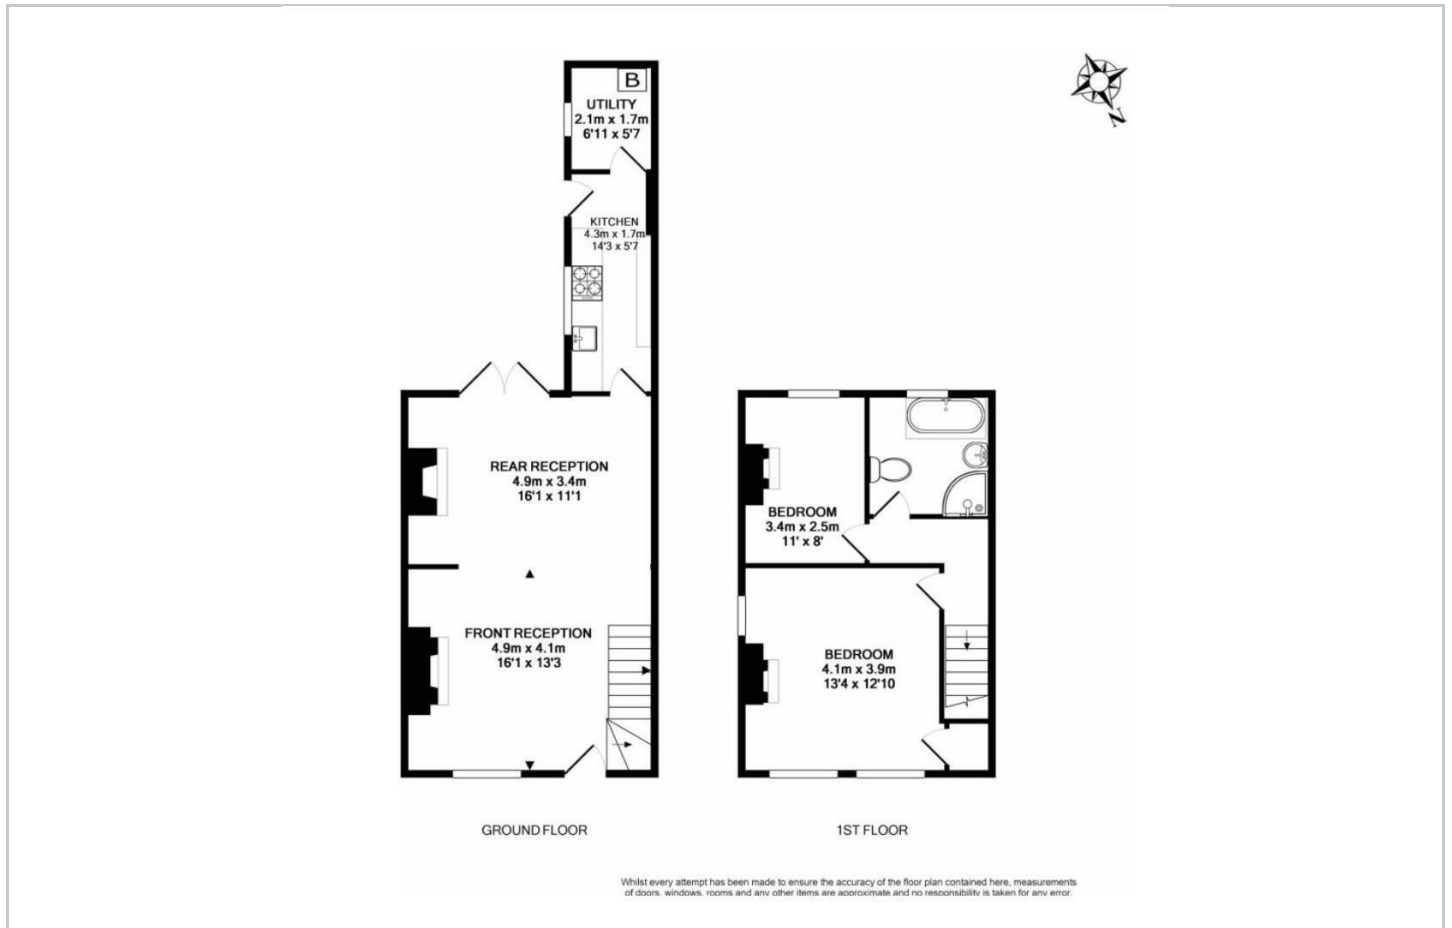 B
UTILITY
2.1m x 1.7m
6'11 x 5'7
N
KITCHEN
4.3m x 1.7m
14'3 x 5'7
REAR RECEPTION
4.9m x 3.4m
16'1 x 11'1
BEDROOM
3.4m x 2.5m
11' x 8'
FRONT RECEPTION
4.9m x 4.1m
16'1 x 13'3
BEDROOM
4.1m x 3.9m
13'4 x 12'10
GROUND FLOOR
1ST FLOOR
Whilst every attempt has been made to ensure the accuracy of the floor plan contained here, measurements
of doors, windows, rooms and any other items are approximate and no responsibility is taken for any error,